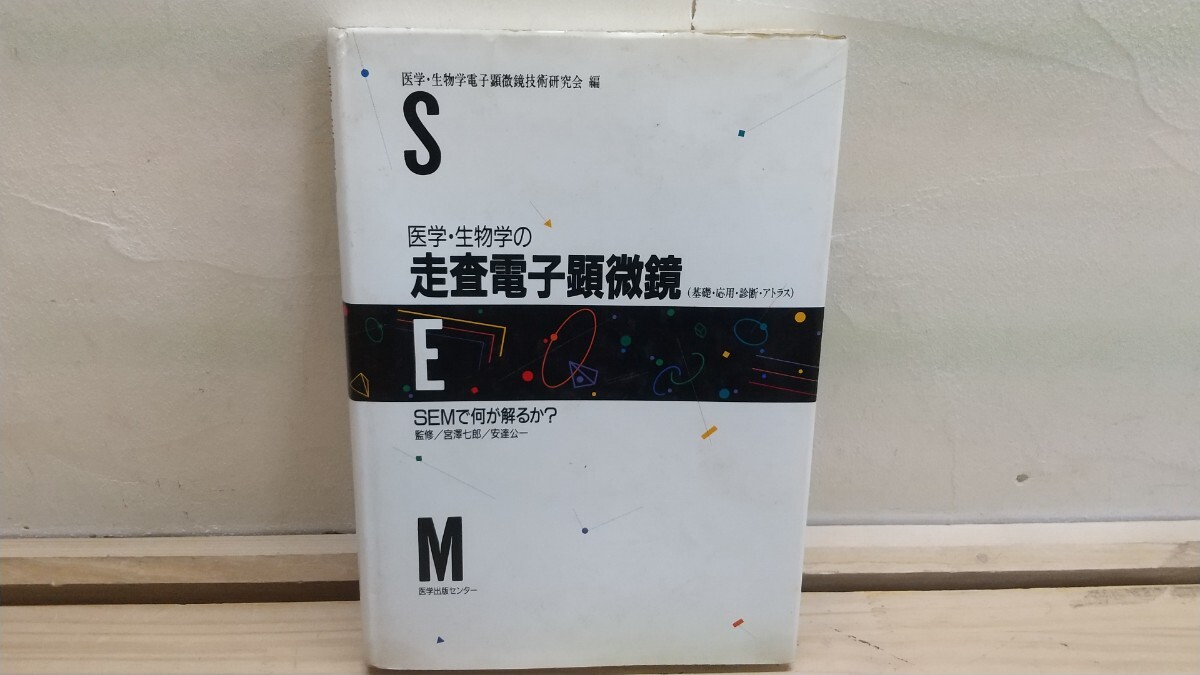 医学・生物学電子顕微鏡技術研究会 編
S
医学・生物学の
走査電子顕微鏡(基礎・応用・診断・アトラス)
E
SEMで何が解るか?
監修/宮澤七郎/安達公一
M
医学出版センター